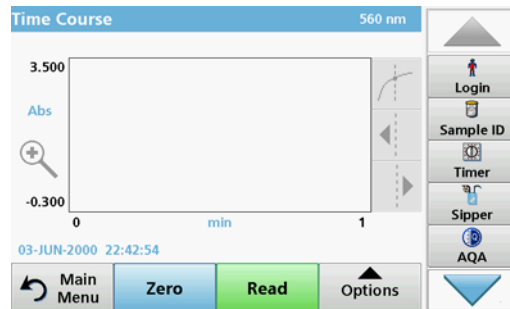 Time Course 560 nm
3.500
Abs
-0.300
0 min 1
03-JUN-2000 22:42:54
Main
Menu
Zero
Read
Options
Login
Sample ID
Timer
Sipper
AQA